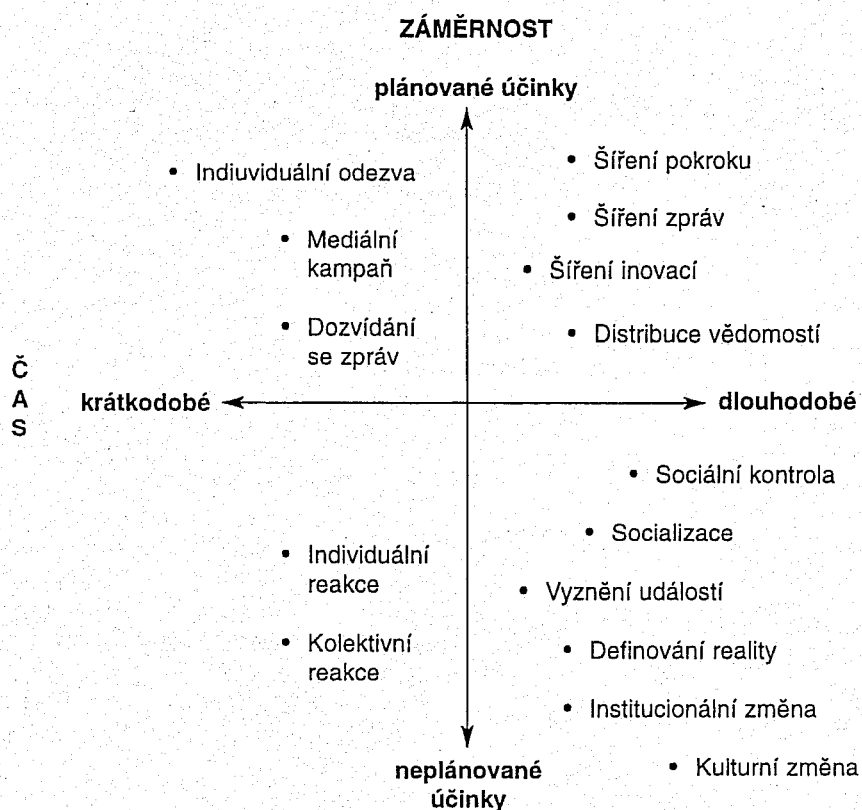 ZÁMĚRNOST
plánované účinky
• Indiuviduální odezva
• Mediální
kampaň
• Dozvídání
se zpráv
• Šíření pokroku
• Šíření zpráv
• Šíření inovací
• Distribuce vědomostí
Č
A
S
krátkodobé
dlouhodobé
• Individuální
reakce
• Kolektivní
reakce
• Sociální kontrola
• Socializace
• Vyznění událostí
• Definování reality
• Institucionální změna
• Kulturní změna
neplánované
účinky